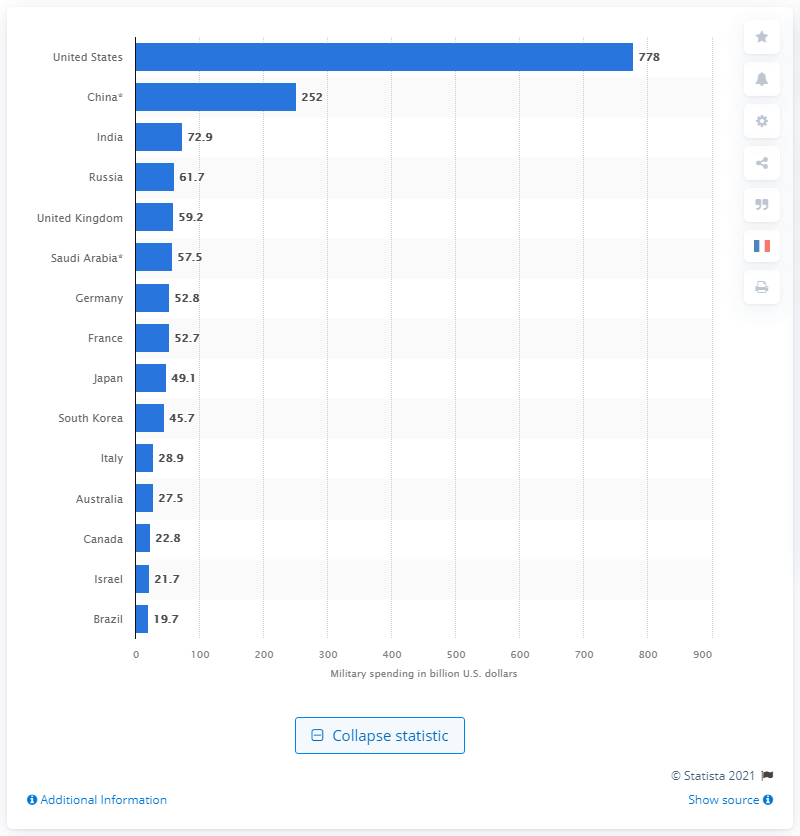 United States 778
China* 252
India 72.9
Russia 61.7
United Kingdom 59.2
Saudi Arabia* 57.5
Germany 52.8
France 52.7
Japan 49.1
South Korea 45.7
Italy 28.9
Australia 27.5
Canada 22.8
Israel 21.7
Brazil 19.7
0 100 200 300 400 500 600 700 800 900
Military spending in billion U.S. dollars
Collapse statistic
© Statista 2021
Additional Information Show source